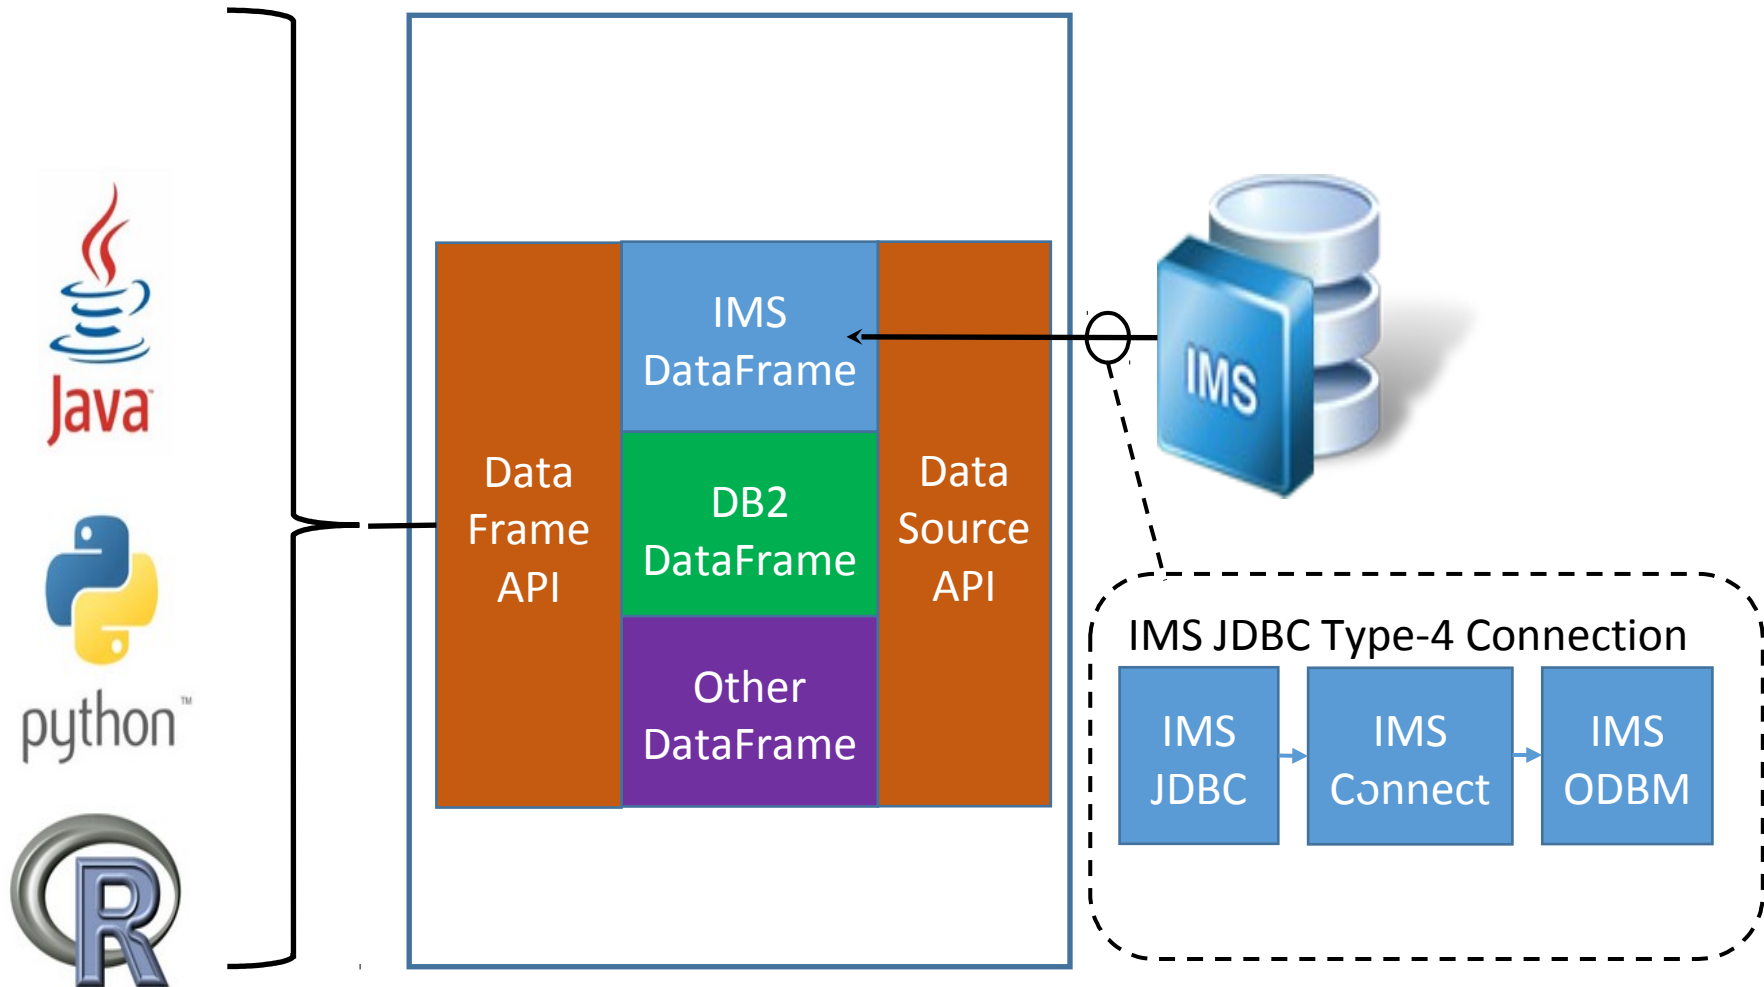 Java
python™
R
Data
Frame
API
IMS
DataFrame
DB2
DataFrame
Other
DataFrame
Data
Source
API
IMS
IMS JDBC Type-4 Connection
IMS
JDBC
IMS
Connect
IMS
ODBM